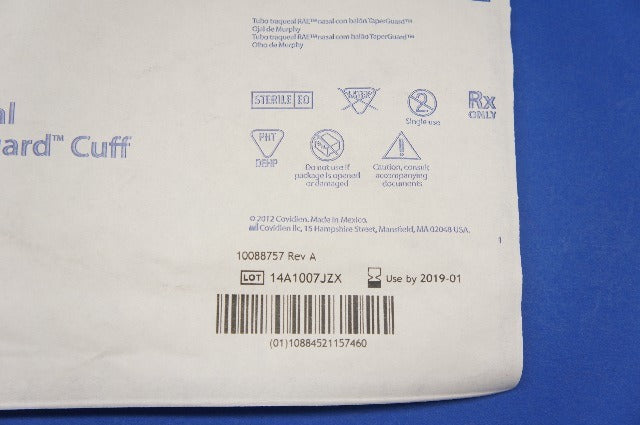 Tubo traqueal RAE™ nasal con balón TaperGuard™
Ojal de Murphy
Tubo traqueal RAE™ nasal com balão TaperGuard™
Olho de Murphy
al
ard™ Cuff
STERILE EO
LATEX
2
Single use
Rx
ONLY
PHT
DEHP
Do not use if
package is opened
or damaged
Caution, consult
accompanying
documents
© 2012 Covidien. Made in Mexico.
Covidien llc, 15 Hampshire Street, Mansfield, MA 02048 USA.
1
10088757 Rev A
LOT 14A1007JZX Use by 2019-01
(01)10884521157460